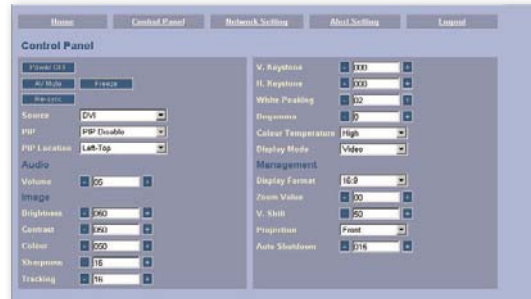 Home Control Panel Network Setting Alert Setting Logout
Control Panel
Power Off
AV Mute Freeze
Re-sync
Source DVI
PIP PIP Disable
PIP Location Left-Top
Audio
Volume - 05 +
Image
Brightness - 050 +
Contrast - 050 +
Colour - 050 +
Sharpness - 16 +
Tracking - 16 +
V. Keystone - 000 +
H. Keystone - 000 +
White Peaking - 02 +
Degamma - 0 +
Colour Temperature High
Display Mode Video
Management
Display Format 16:9
Zoom Value - 00 +
V. Shift - 50 +
Projection Front
Auto Shutdown - 016 +